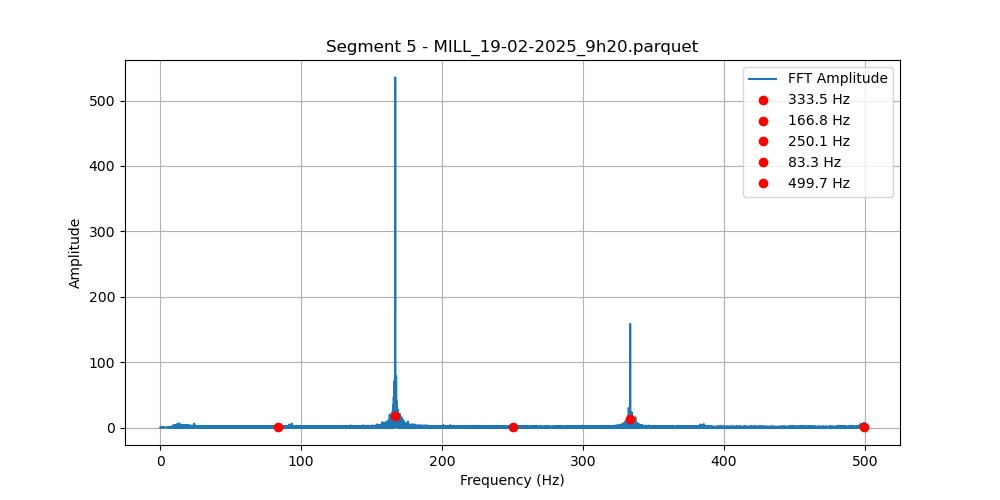 Segment 5 - MILL_19-02-2025_9h20.parquet
FFT Amplitude
333.5 Hz
166.8 Hz
250.1 Hz
83.3 Hz
499.7 Hz
Amplitude
500
400
300
200
100
0
0 100 200 300 400 500
Frequency (Hz)